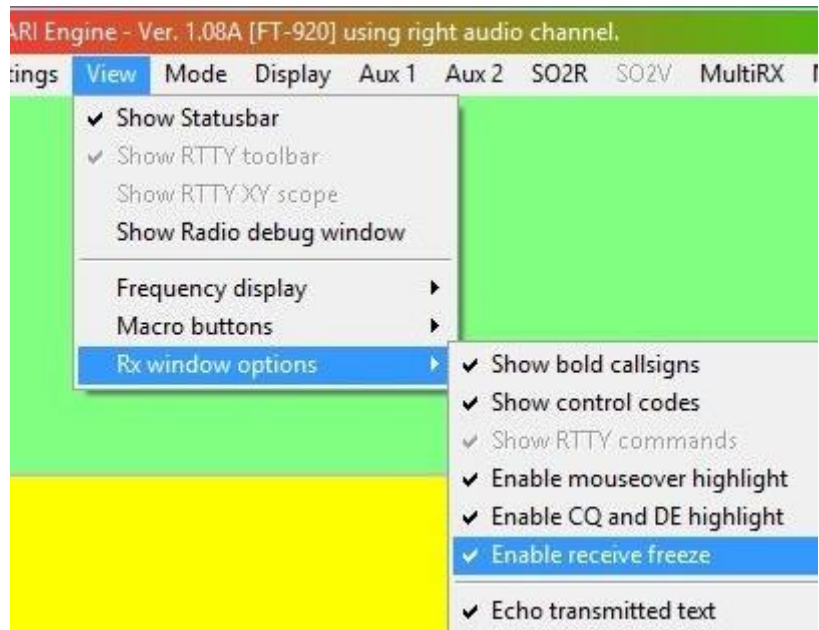 ARI Engine - Ver. 1.08A [FT-920] using right audio channel.
tings View Mode Display Aux 1 Aux 2 SO2R SO2V MultiRX
Show Statusbar
Show RTTY toolbar
Show RTTY XY scope
Show Radio debug window
Frequency display
Macro buttons
Rx window options
Show bold callsigns
Show control codes
Show RTTY commands
Enable mouseover highlight
Enable CQ and DE highlight
Enable receive freeze
Echo transmitted text